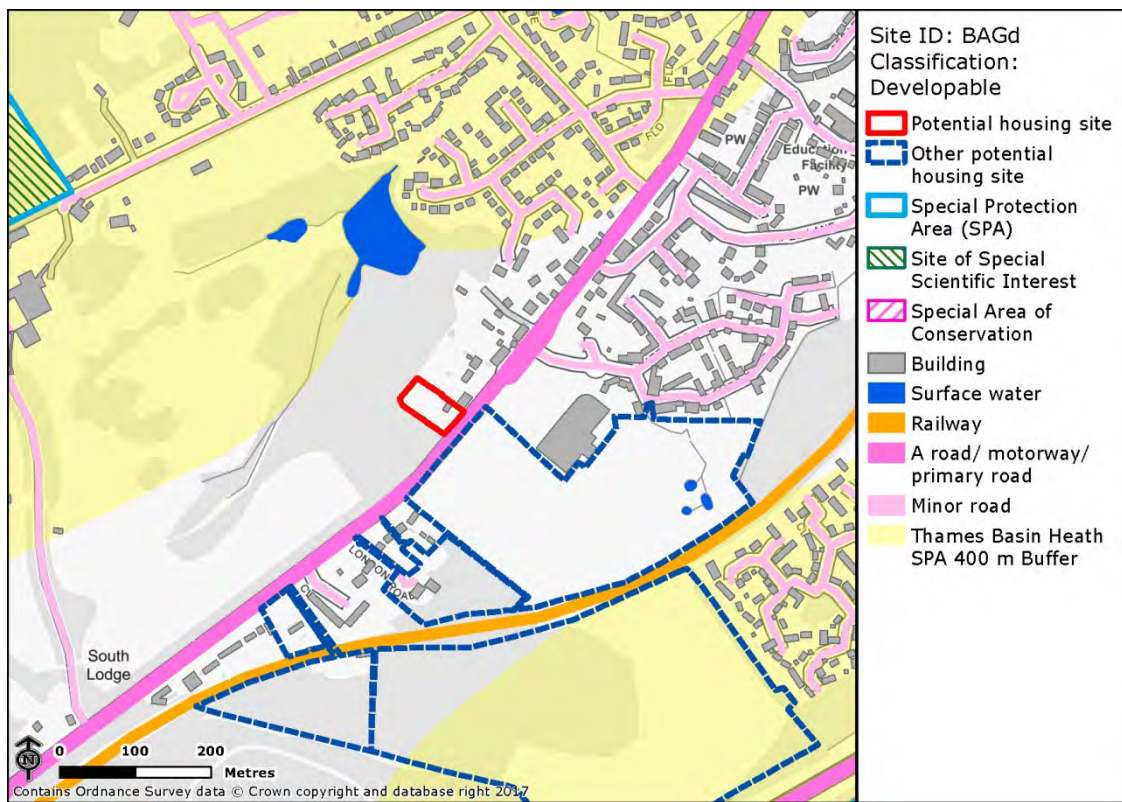 Site ID: BAGd
Classification:
Developable
Potential housing site
Other potential
housing site
Special Protection
Area (SPA)
Site of Special
Scientific Interest
Special Area of
Conservation
Building
Surface water
Railway
A road/ motorway/
primary road
Minor road
Thames Basin Heath
SPA 400 m Buffer
FLD
PW
Education
Facility
PW
LONDON ROAD
South
Lodge
N
0 100 200
Metres
Contains Ordnance Survey data © Crown copyright and database right 2017